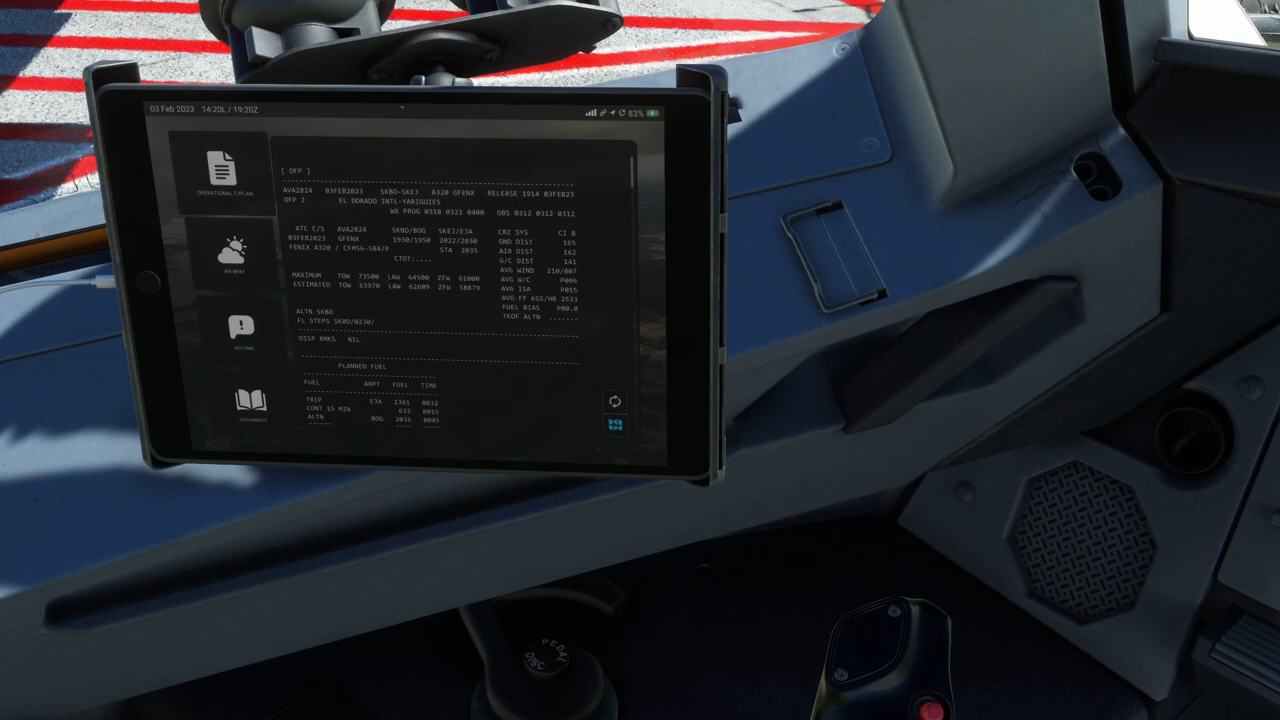 03 Feb 2023 14:20L / 19:20Z
83%
OPERATIONAL F/PLAN
WX BRIEF
NOTAMS
DOCUMENTS
[ OFP ]
AVA2824 03FEB2023 SKBO-SKEJ A320 GFENX RELEASE 1914 03FEB23
OFP 2 EL DORADO INTL-YARIGUIES
WX PROG 0318 0321 0400 OBS 0312 0312 0312
ATC C/S AVA2824 SKBO/BOG SKEJ/EJA CRZ SYS CI 8
03FEB2023 GFENX 1930/1950 2022/2030 GND DIST 165
FENIX A320 / CFM56-5B4/P STA 2035 AIR DIST 162
CTOT:.... G/C DIST 141
AVG WIND 210/007
MAXIMUM TOW 73500 LAW 64500 ZFW 61000 AVG W/C P006
ESTIMATED TOW 63970 LAW 62609 ZFW 58879 AVG ISA P015
AVG FF KGS/HR 2533
FUEL BIAS P00.0
ALTN SKBO TKOF ALTN .......
FL STEPS SKBO/0230/
DISP RMKS NIL
PLANNED FUEL
FUEL ARPT FUEL TIME
TRIP EJA 1361 0032
CONT 15 MIN 633 0015
ALTN BOG 2036 0045
PEDAL
DISC